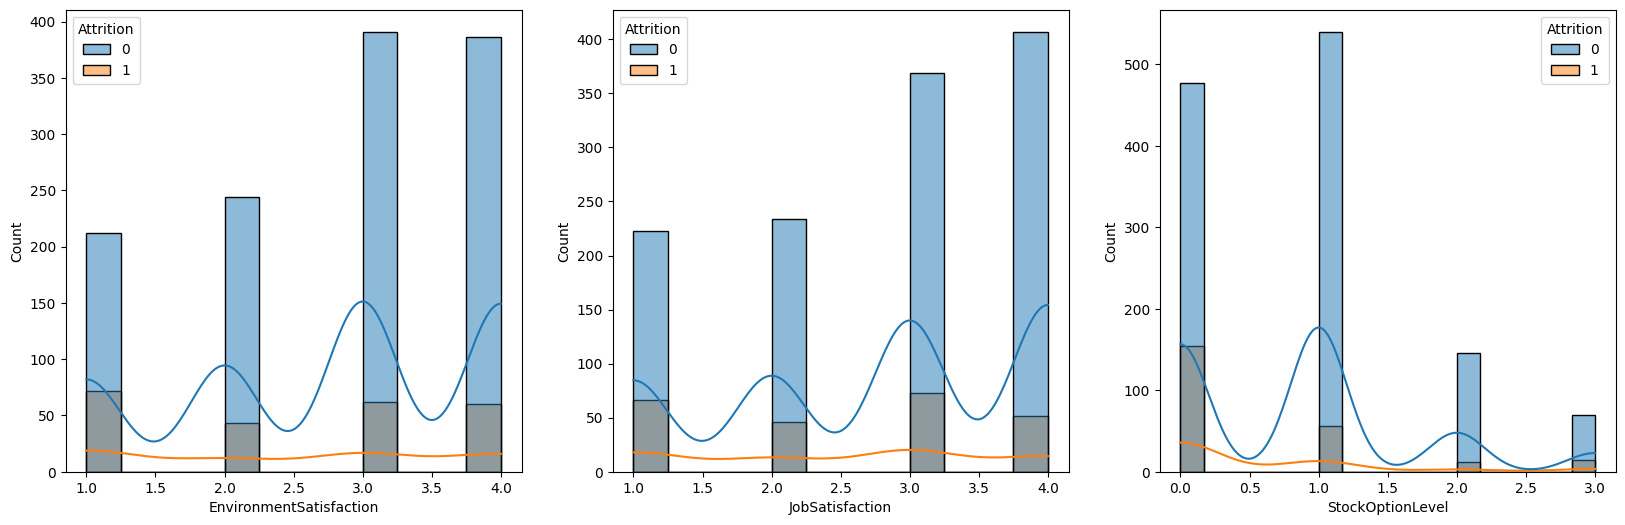 Attrition
0
1
400
350
300
250
200
150
100
50
0
Count
1.0 1.5 2.0 2.5 3.0 3.5 4.0
EnvironmentSatisfaction
Attrition
0
1
400
350
300
250
200
150
100
50
0
Count
1.0 1.5 2.0 2.5 3.0 3.5 4.0
JobSatisfaction
Attrition
0
1
500
400
300
200
100
0
Count
0.0 0.5 1.0 1.5 2.0 2.5 3.0
StockOptionLevel